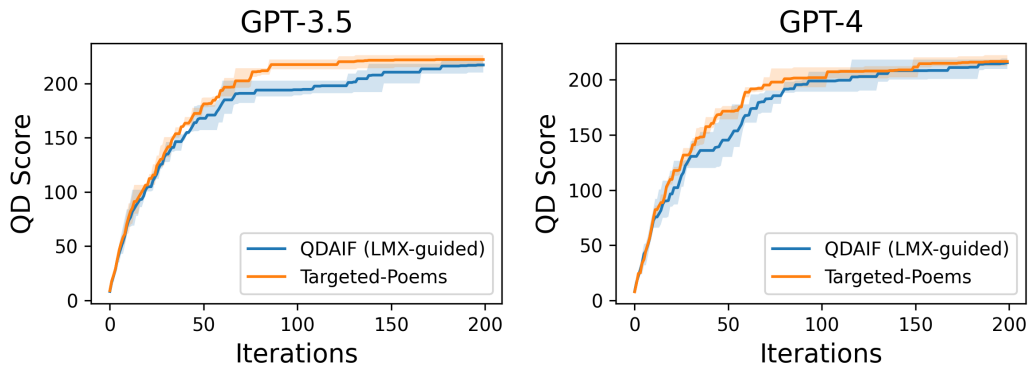 GPT-3.5
QD Score
200
150
100
50
0
QDAIF (LMX-guided)
Targeted-Poems
0 50 100 150 200
Iterations
GPT-4
QD Score
200
150
100
50
0
QDAIF (LMX-guided)
Targeted-Poems
0 50 100 150 200
Iterations